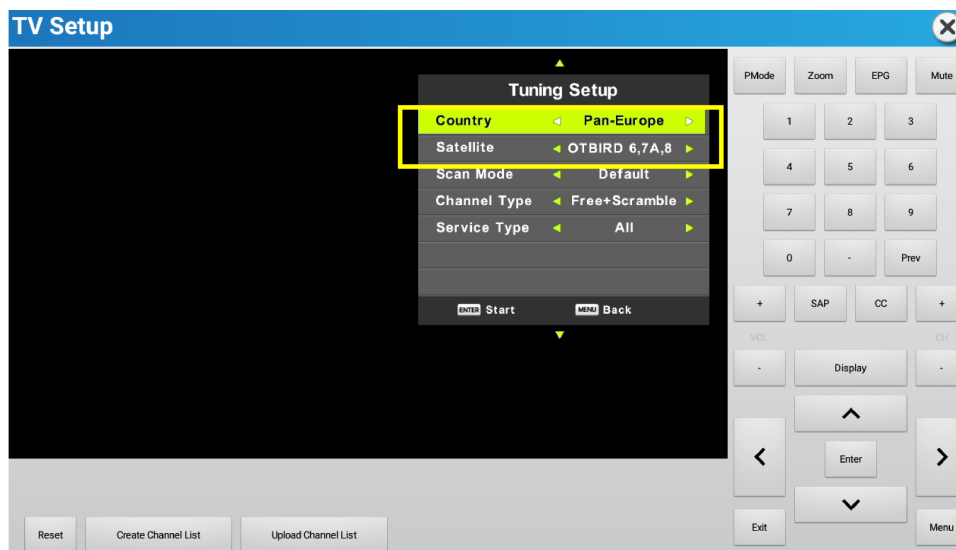 TV Setup
Tuning Setup
Country Pan-Europe
Satellite OTBIRD 6,7A,8
Scan Mode Default
Channel Type Free+Scramble
Service Type All
ENTER Start MENU Back
PMode Zoom EPG Mute
1 2 3
4 5 6
7 8 9
0 - Prev
+ SAP CC +
VOL CH
- Display -
Enter
Exit Menu
Reset Create Channel List Upload Channel List